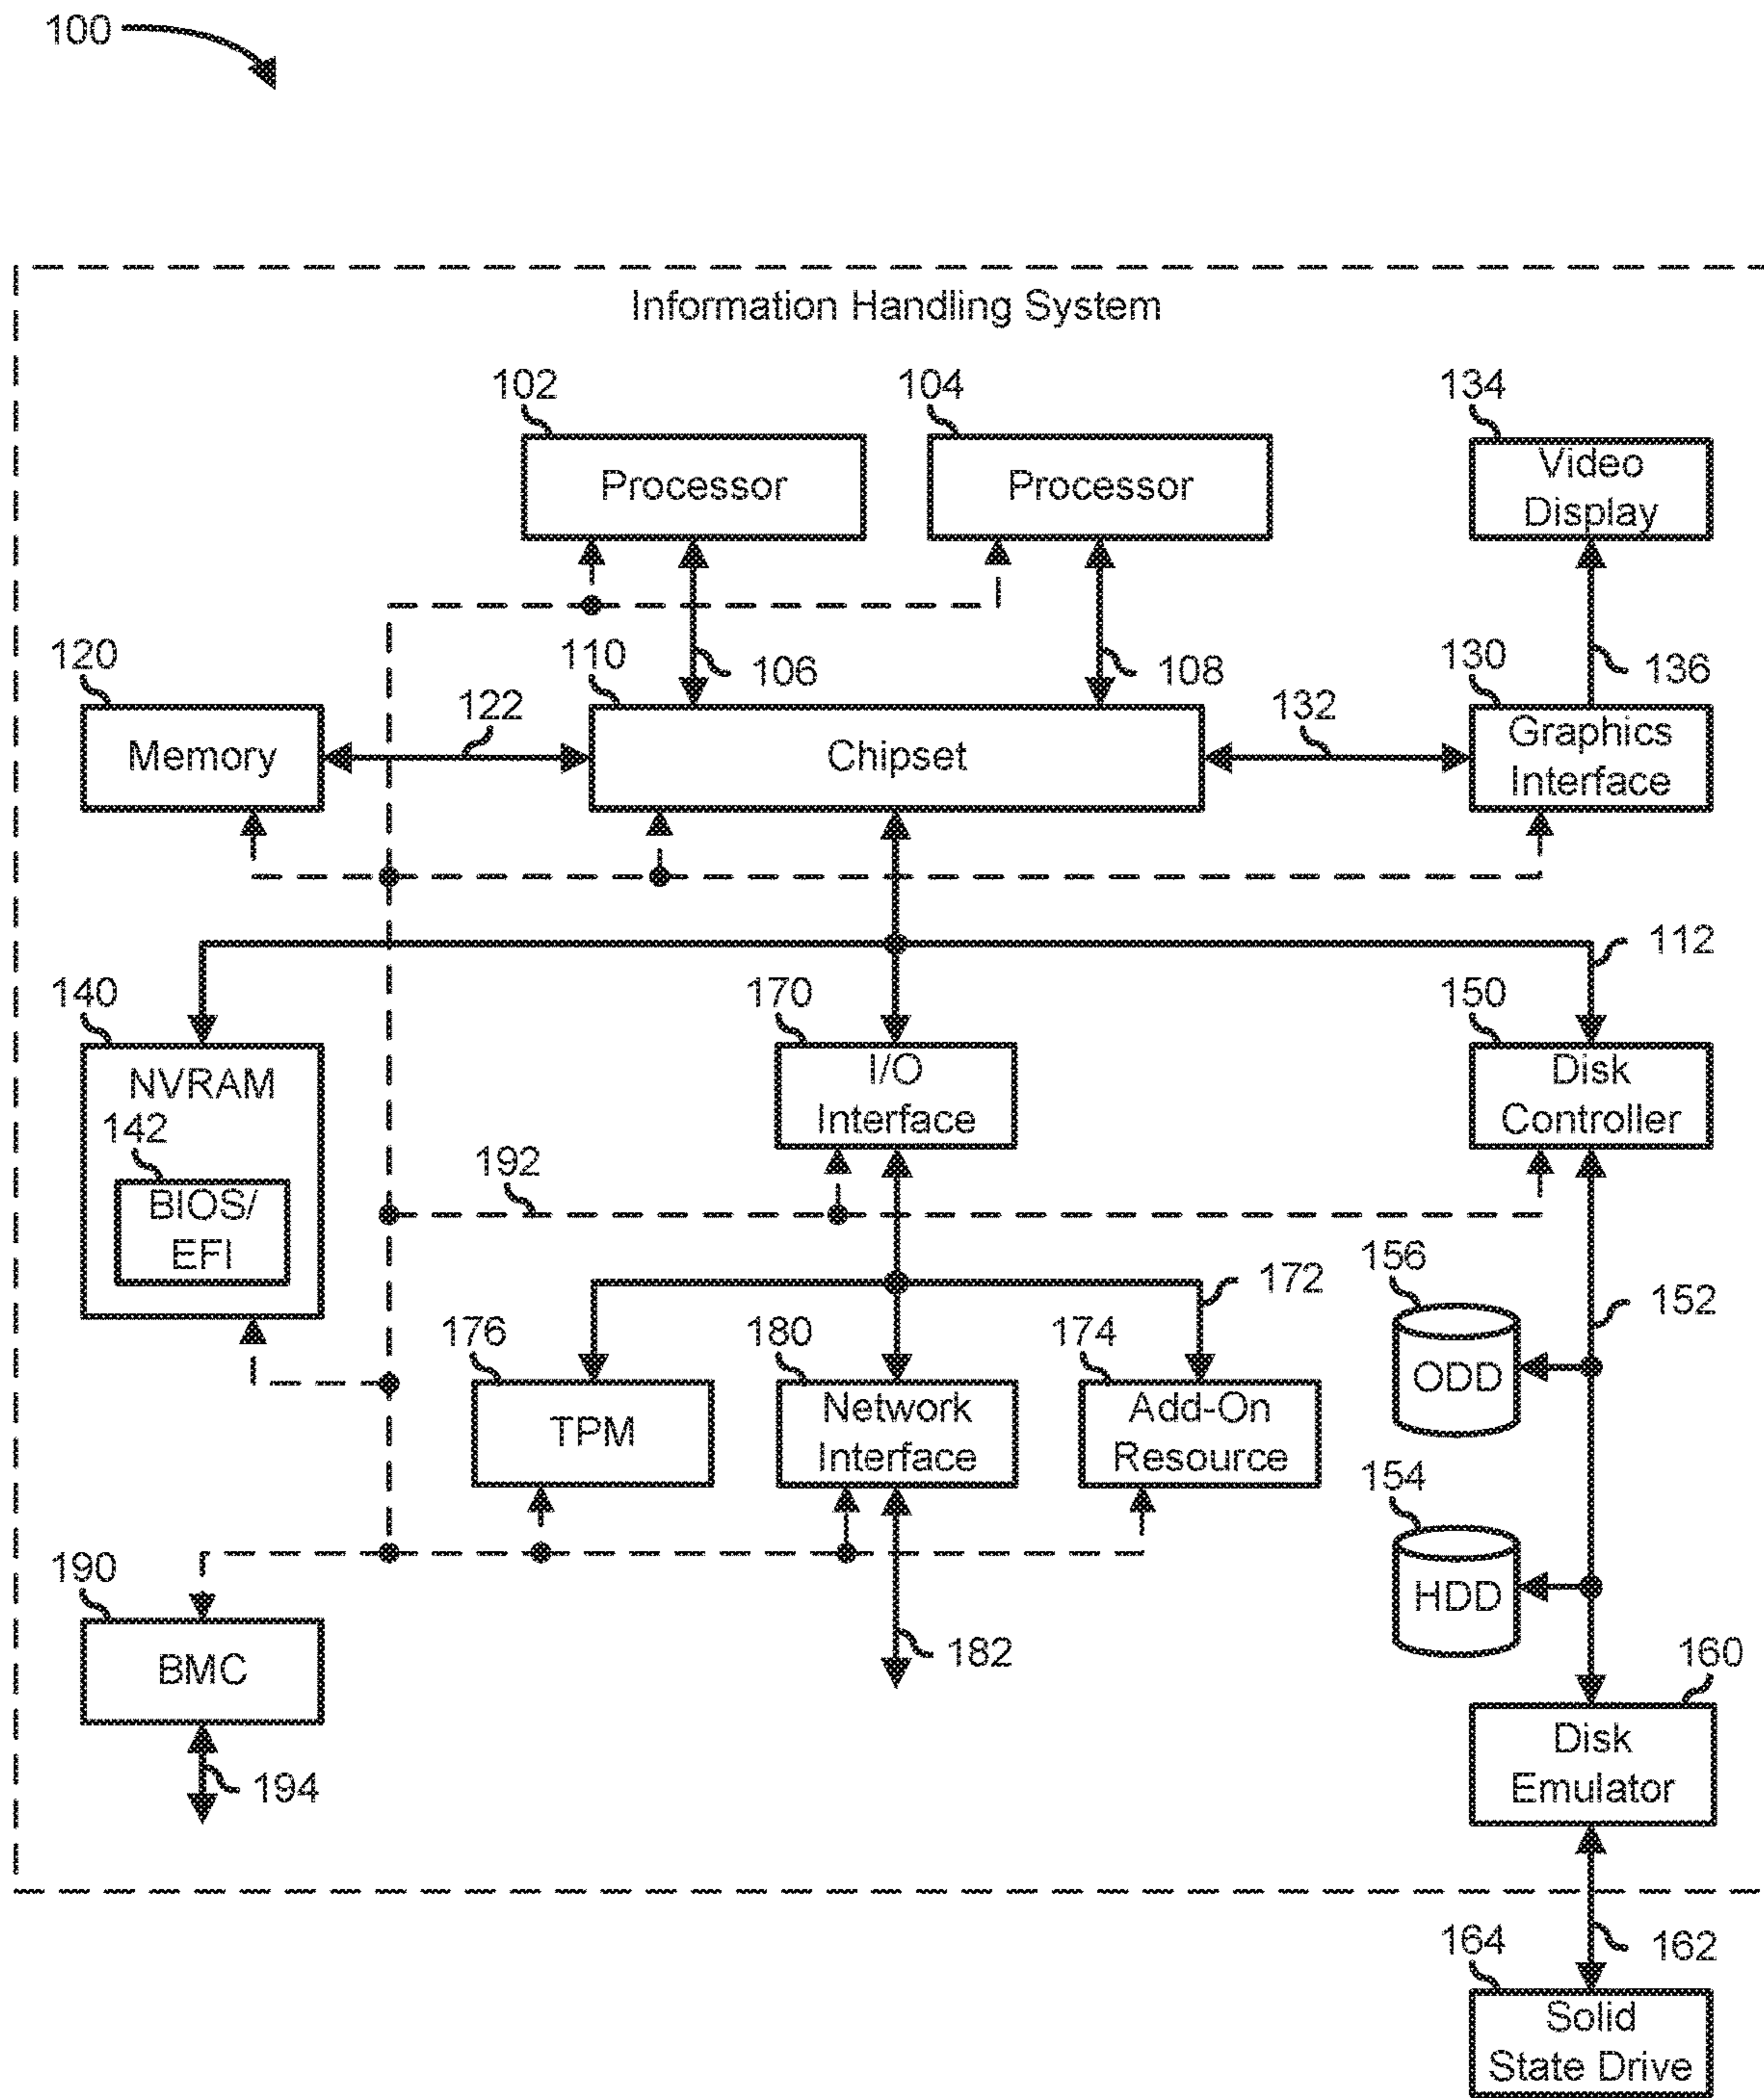 100
Information Handling System
102
104
134
Processor
Processor
Video
Display
120
110
106
108
130
136
122
132
Memory
Chipset
Graphics
Interface
112
140
170
150
NVRAM
I/O
Interface
Disk
Controller
142
BIOS/
EFI
192
156
172
152
176
180
174
ODD
TPM
Network
Interface
Add-On
Resource
154
HDD
190
182
160
BMC
Disk
Emulator
194
164
162
Solid
State Drive